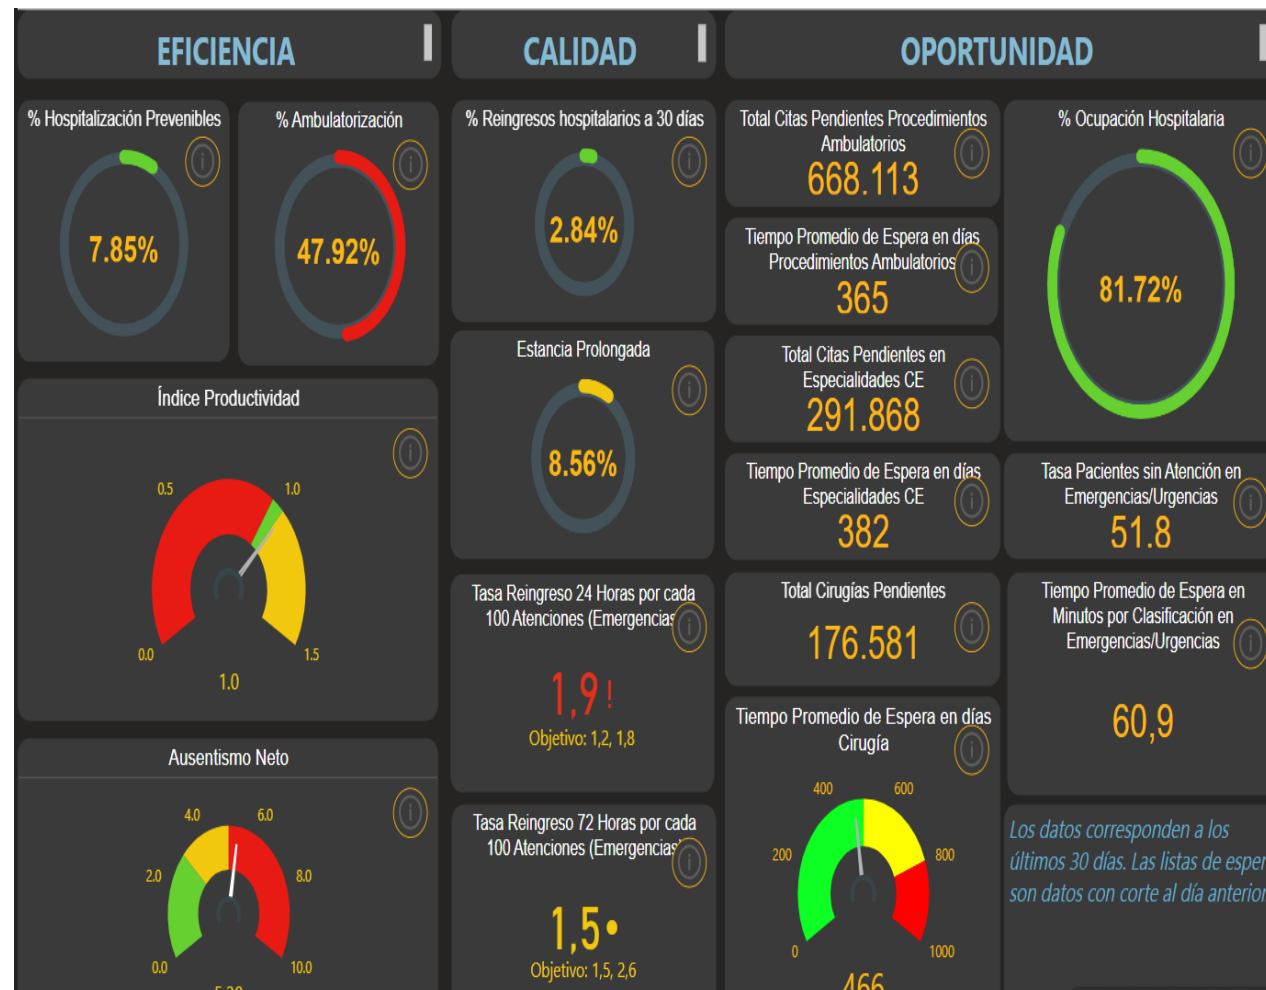 EFICIENCIA
CALIDAD
OPORTUNIDAD
% Hospitalización Prevenibles
7.85%
% Ambulatorización
47.92%
Índice Productividad
0.5
1.0
0.0
1.5
1.0
Ausentismo Neto
4.0
6.0
2.0
8.0
0.0
10.0
% Reingresos hospitalarios a 30 días
2.84%
Estancia Prolongada
8.56%
Tasa Reingreso 24 Horas por cada
100 Atenciones (Emergencias
1,9 !
Objetivo: 1,2, 1,8
Tasa Reingreso 72 Horas por cada
100 Atenciones (Emergencias)
1,5
Objetivo: 1,5, 2,6
Total Citas Pendientes Procedimientos
Ambulatorios
668.113
Tiempo Promedio de Espera en días
Procedimientos Ambulatorios
365
Total Citas Pendientes en
Especialidades CE
291.868
Tiempo Promedio de Espera en días
Especialidades CE
382
Total Cirugías Pendientes
176.581
Tiempo Promedio de Espera en días
Cirugía
400
600
200
800
0
1000
466
% Ocupación Hospitalaria
81.72%
Tasa Pacientes sin Atención en
Emergencias/Urgencias
51.8
Tiempo Promedio de Espera en
Minutos por Clasificación en
Emergencias/Urgencias
60,9
Los datos corresponden a los
últimos 30 días. Las listas de esper
son datos con corte al día anterior